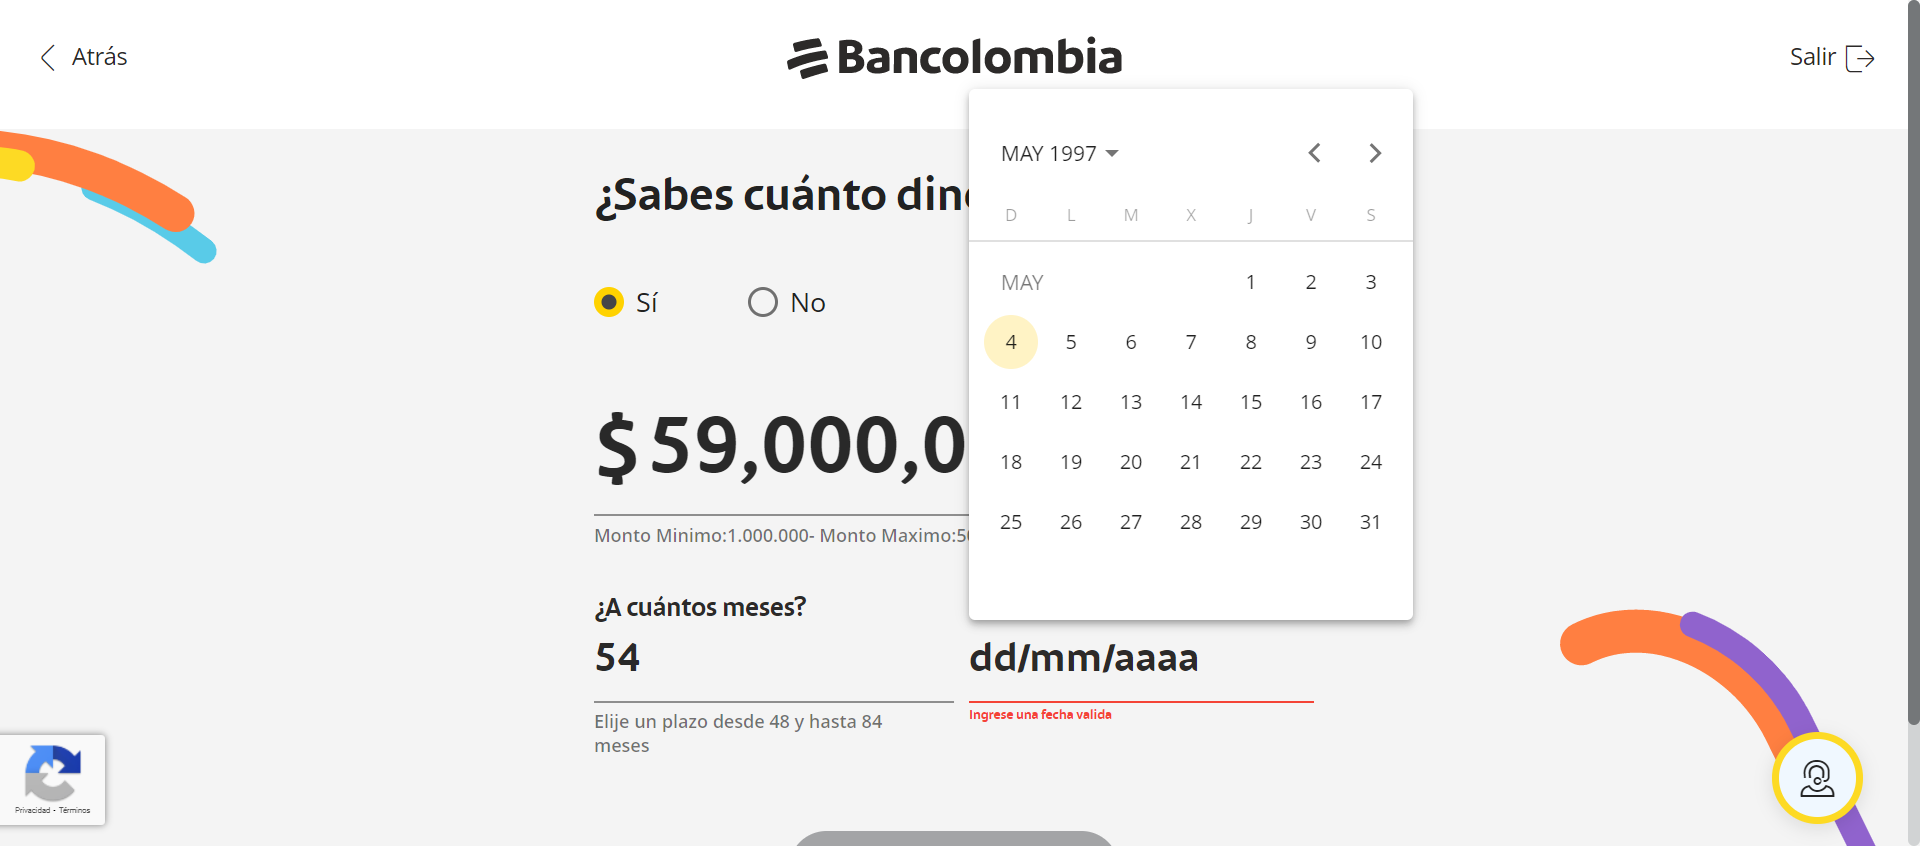 Atrás
Bancolombia
Salir
¿Sabes cuánto din
Sí
No
$ 59,000,0
Monto Minimo:1.000.000- Monto Maximo:5
¿A cuántos meses?
54
Elije un plazo desde 48 y hasta 84
meses
MAY 1997
D L M X J V S
MAY 1 2 3
4 5 6 7 8 9 10
11 12 13 14 15 16 17
18 19 20 21 22 23 24
25 26 27 28 29 30 31
dd/mm/aaaa
Ingrese una fecha valida
Privacidad - Términos